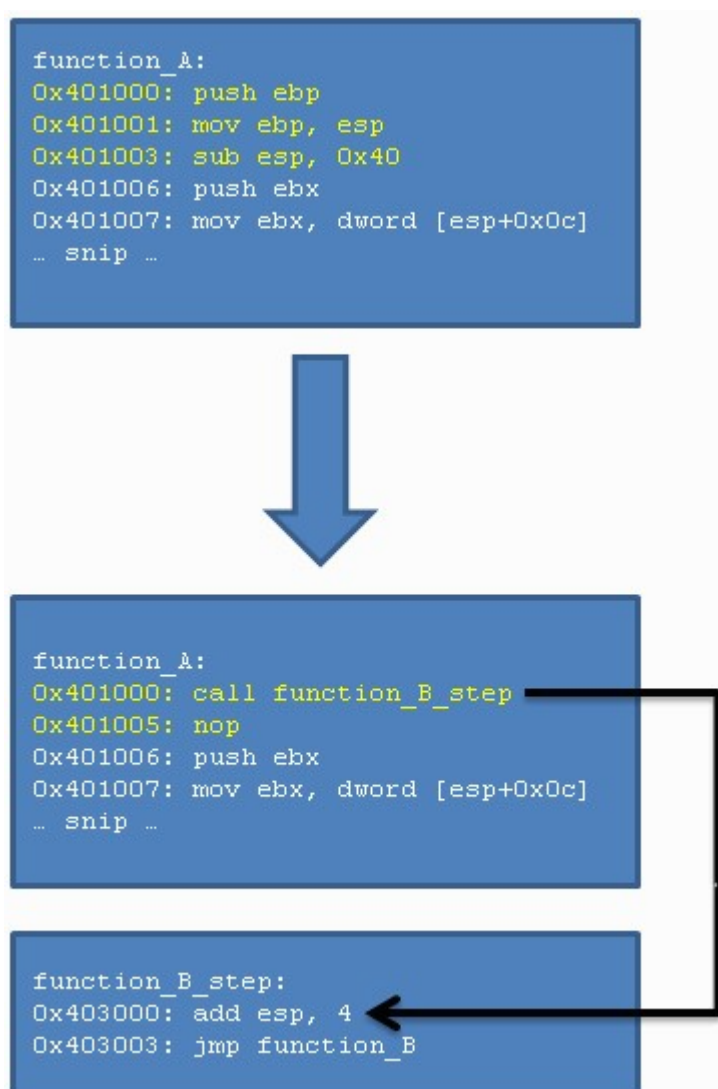 function_A:
0x401000: push ebp
0x401001: mov ebp, esp
0x401003: sub esp, 0x40
0x401006: push ebx
0x401007: mov ebx, dword [esp+0x0c]
… snip …
function_A:
0x401000: call function_B_step
0x401005: nop
0x401006: push ebx
0x401007: mov ebx, dword [esp+0x0c]
… snip …
function_B_step:
0x403000: add esp, 4
0x403003: jmp function_B